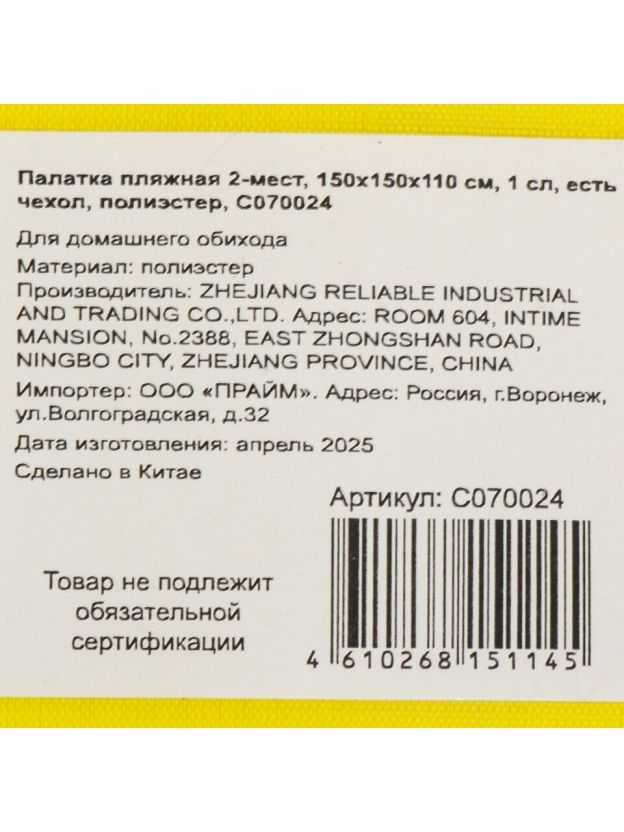 Палатка пляжная 2-мест, 150х150х110 см, 1 сл, есть
чехол, полиэстер, С070024
Для домашнего обихода
Материал: полиэстер
Производитель: ZHEJIANG RELIABLE INDUSTRIAL
AND TRADING CO.,LTD. Адрес: ROOM 604, INTIME
MANSION, No.2388, EAST ZHONGSHAN ROAD,
NINGBO CITY, ZHEJIANG PROVINCE, CHINA
Импортер: ООО «ПРАЙМ». Адрес: Россия, г.Воронеж,
ул.Волгоградская, д.32
Дата изготовления: апрель 2025
Сделано в Китае
Артикул: С070024
Товар не подлежит
обязательной
сертификации
4 610268 151145